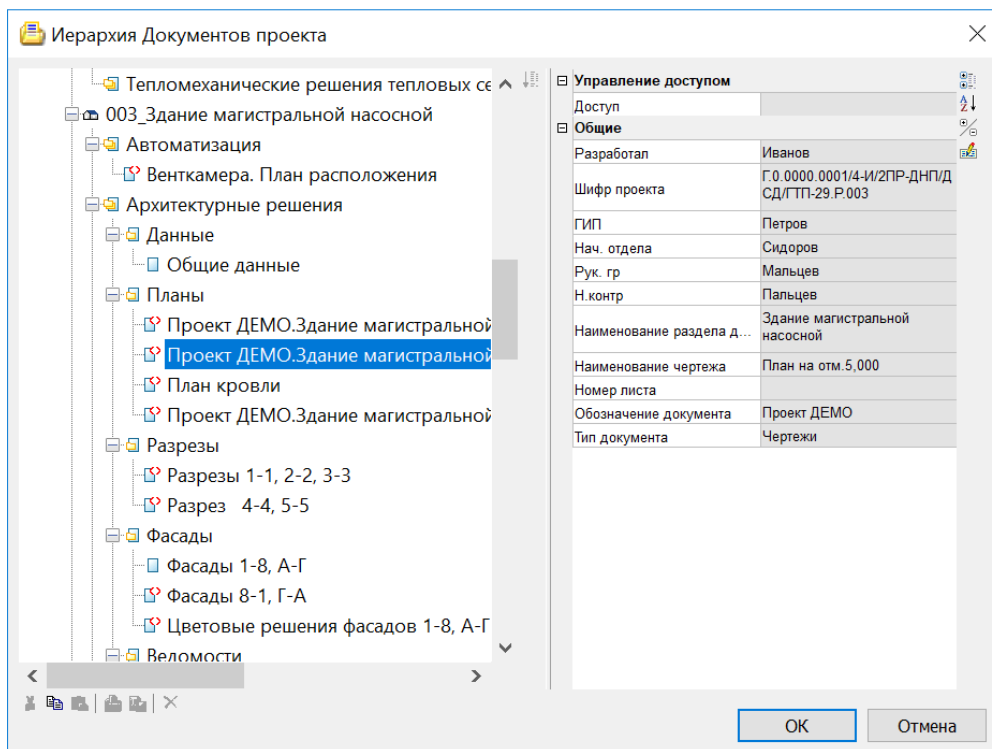 Иерархия Документов проекта
Тепломеханические решения тепловых се
003_Здание магистральной насосной
Автоматизация
Венткамера. План расположения
Архитектурные решения
Данные
Общие данные
Планы
Проект ДЕМО.Здание магистральной
Проект ДЕМО.Здание магистральной
План кровли
Проект ДЕМО.Здание магистральной
Разрезы
Разрезы 1-1, 2-2, 3-3
Разрез 4-4, 5-5
Фасады
Фасады 1-8, А-Г
Фасады 8-1, Г-А
Цветовые решения фасадов 1-8, А-Г
Ведомости
Управление доступом
Доступ
Общие
Разработал Иванов
Шифр проекта Г.0.0000.0001/4-И/2ПР-ДНП/Д
СД/ГТП-29.Р.003
ГИП Петров
Нач. отдела Сидоров
Рук. гр Мальцев
Н.контр Пальцев
Наименование раздела д... Здание магистральной
насосной
Наименование чертежа План на отм.5,000
Номер листа
Обозначение документа Проект ДЕМО
Тип документа Чертежи
ОК Отмена